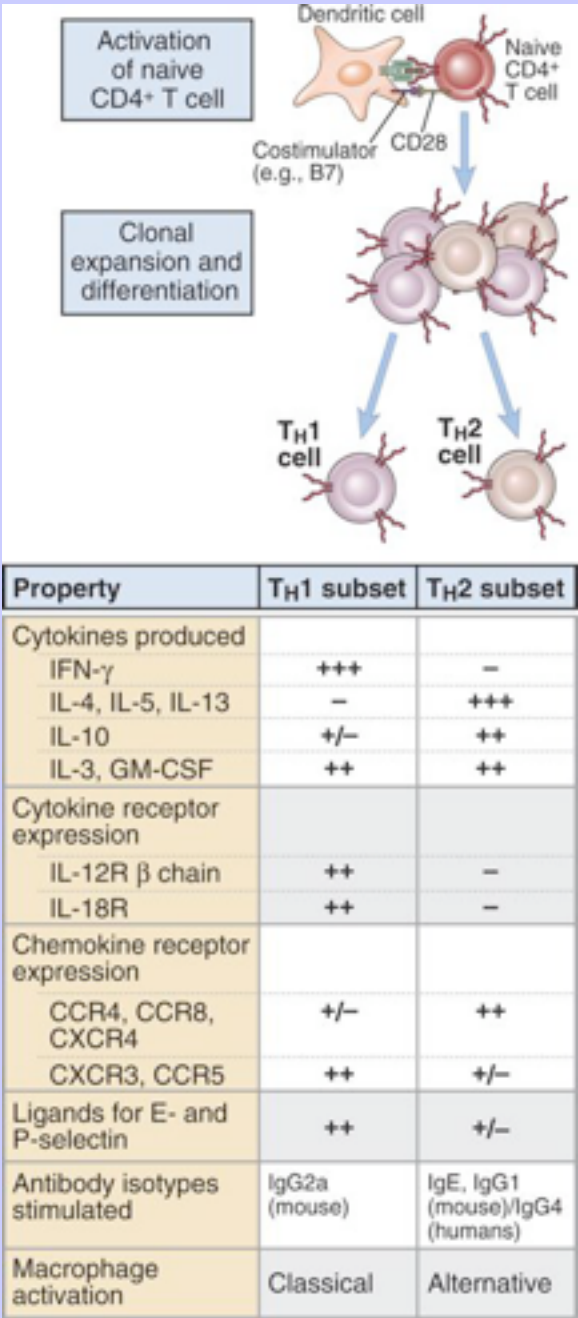 Dendritic cell
Activation
of naive
CD4+ T cell
Naive
CD4+
T cell
Costimulator
(e.g., B7)
CD28
Clonal
expansion and
differentiation
TH1
cell
TH2
cell
Property TH1 subset TH2 subset
Cytokines produced
IFN-γ +++ –
IL-4, IL-5, IL-13 – +++
IL-10 +/– ++
IL-3, GM-CSF ++ ++
Cytokine receptor
expression
IL-12R β chain ++ –
IL-18R ++ –
Chemokine receptor
expression
CCR4, CCR8, +/– ++
CXCR4
CXCR3, CCR5 ++ +/–
Ligands for E- and
P-selectin ++ +/–
Antibody isotypes
stimulated
IgG2a
(mouse)
IgE, IgG1
(mouse)/IgG4
(humans)
Macrophage
activation
Classical
Alternative